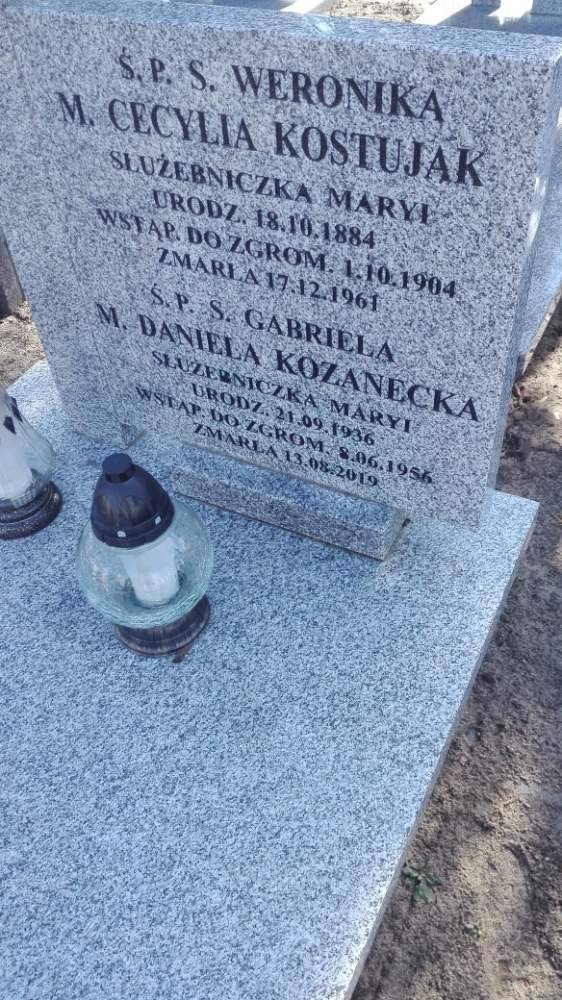 Ś.P. S. WERONIKA
M. CECYLIA KOSTUJAK
SŁUŻEBNICZKA MARYI
URODZ. 18.10.1884
WSTĄP. DO ZGROM. 1.10.1904
ZMARŁA 17.12.1961
Ś.P. S. GABRIELA
M. DANIELA KOZANECKA
SŁUŻEBNICZKA MARYI
URODZ. 21.09.1936
WSTĄP. DO ZGROM. 8.06.1956
ZMARŁA 13.08.2019